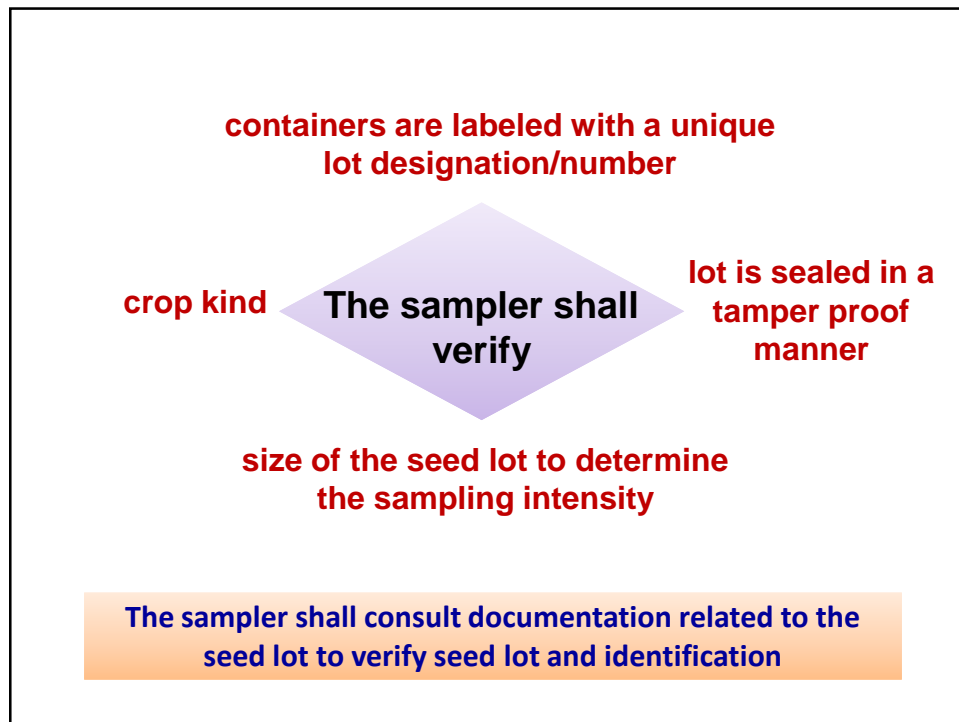 containers are labeled with a unique
lot designation/number
crop kind
The sampler shall
verify
lot is sealed in a
tamper proof
manner
size of the seed lot to determine
the sampling intensity
The sampler shall consult documentation related to the
seed lot to verify seed lot and identification